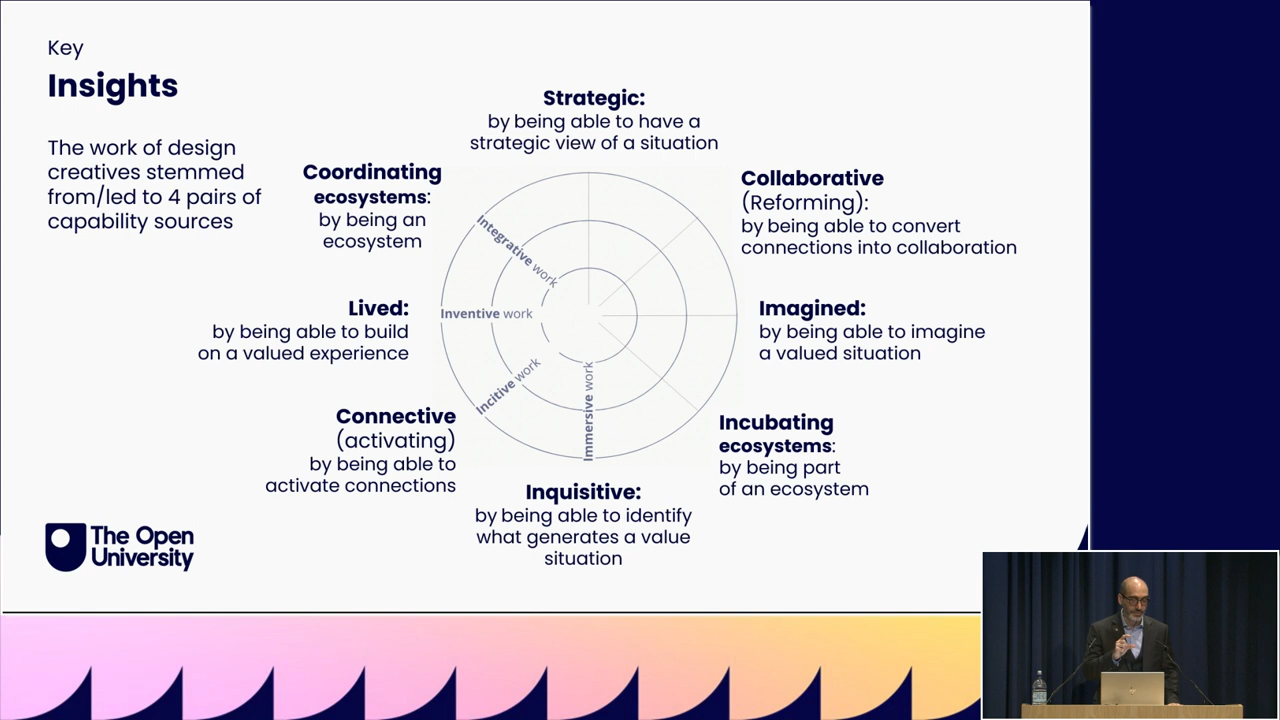 Key
Insights
The work of design
creatives stemmed
from/led to 4 pairs of
capability sources
Strategic:
by being able to have a
strategic view of a situation
Coordinating
ecosystems:
by being an
ecosystem
Collaborative
(Reforming):
by being able to convert
connections into collaboration
Integrative work
Lived:
by being able to build
on a valued experience
Inventive work
Imagined:
by being able to imagine
a valued situation
Incitive work
Immersive work
Connective
(activating)
by being able to
activate connections
Incubating
ecosystems:
by being part
of an ecosystem
Inquisitive:
by being able to identify
what generates a value
situation
The Open
University